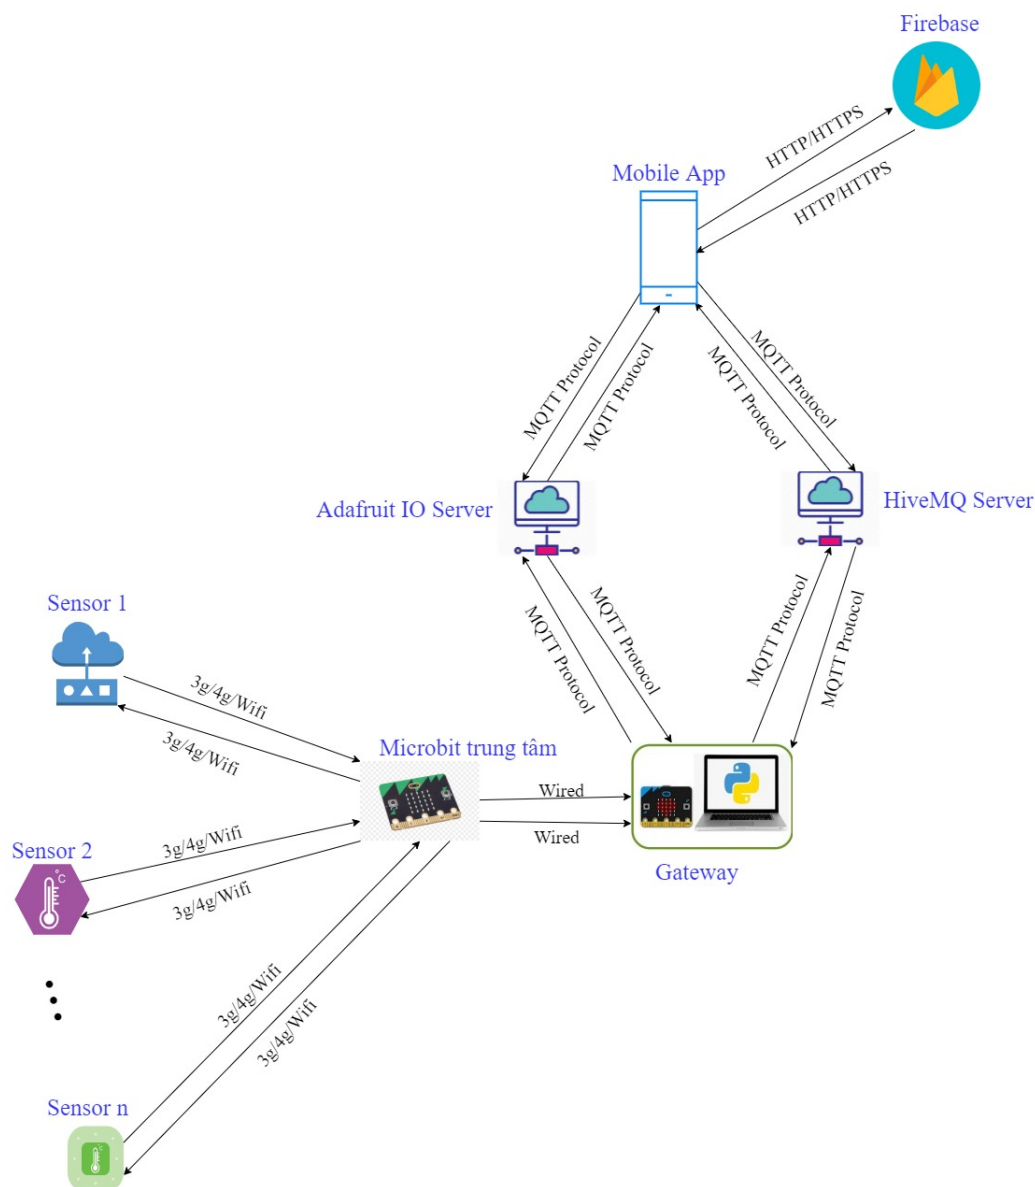 Firebase
HTTP/HTTPS
HTTP/HTTPS
Mobile App
MQTT Protocol
MQTT Protocol
MQTT Protocol
MQTT Protocol
Adafruit IO Server
HiveMQ Server
MQTT Protocol
MQTT Protocol
MQTT Protocol
MQTT Protocol
Sensor 1
3g/4g/Wifi
3g/4g/Wifi
Microbit trung tâm
Wired
Wired
Gateway
Sensor 2
°C
3g/4g/Wifi
3g/4g/Wifi
3g/4g/Wifi
3g/4g/Wifi
Sensor n
°C